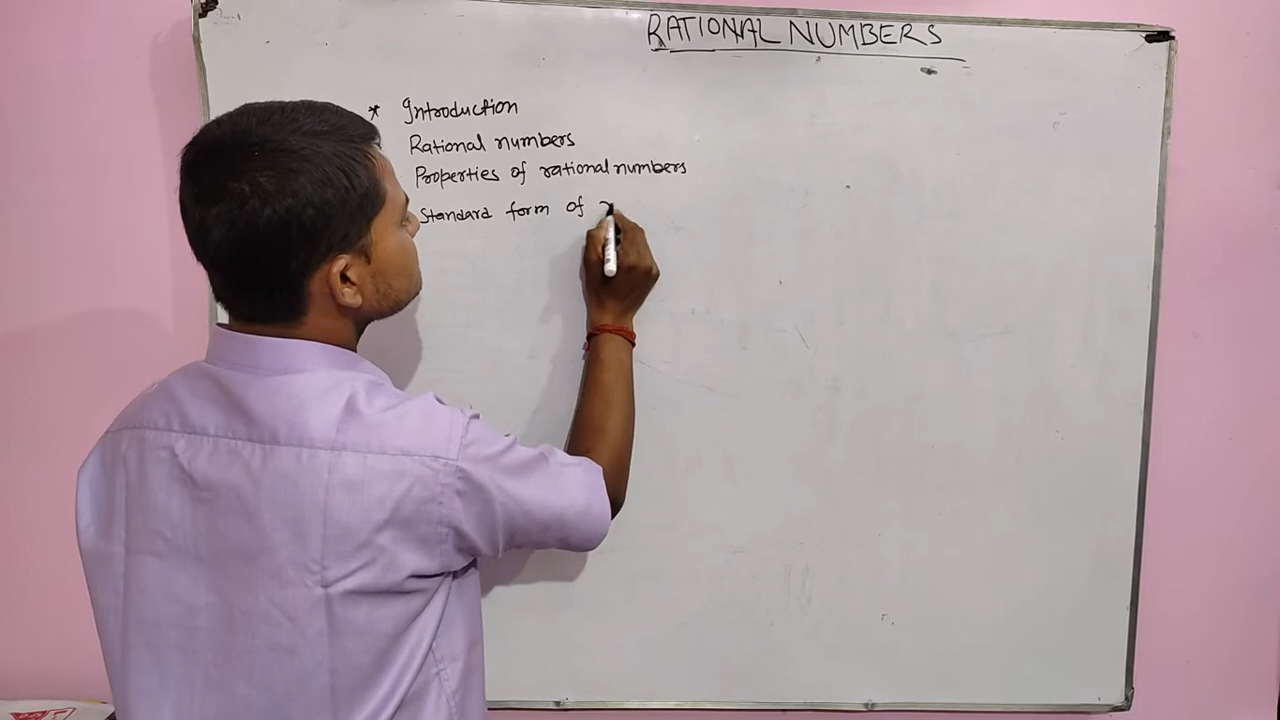 RATIONAL NUMBERS
* Introduction
Rational numbers
Properties of rational numbers
Standard form of